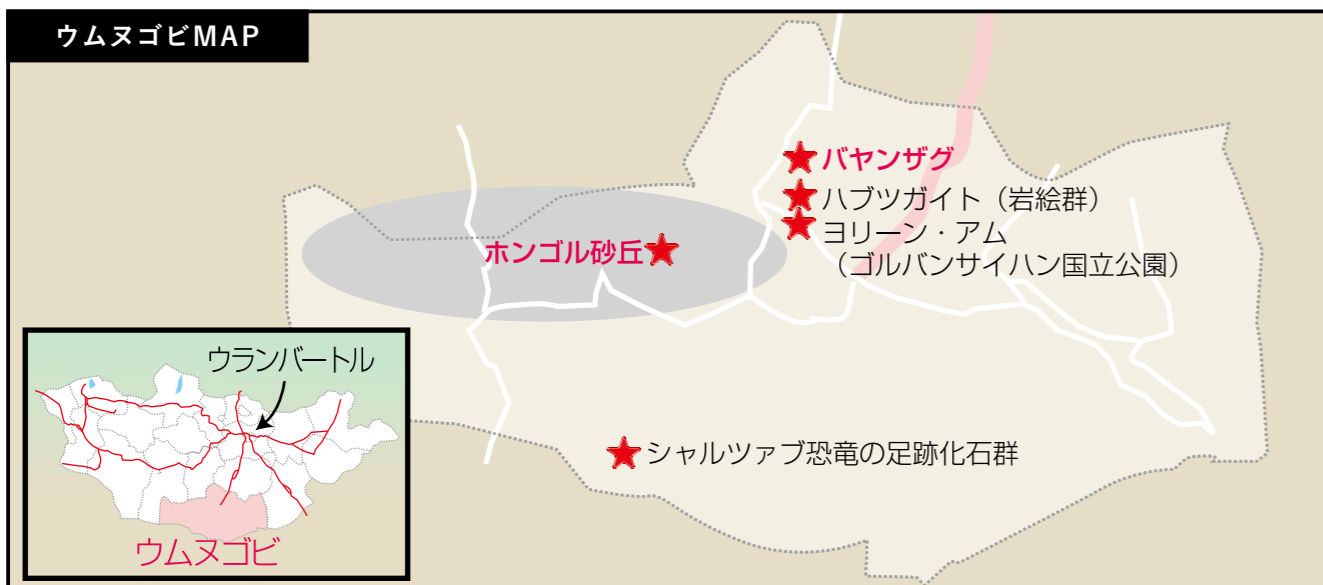 ウムヌゴビMAP
バヤンザグ
ハブツガイト（岩絵群）
ヨリーン・アム
（ゴルバンサイハン国立公園）
ホンゴル砂丘
シャルツァブ恐竜の足跡化石群
ウランバートル
ウムヌゴビ